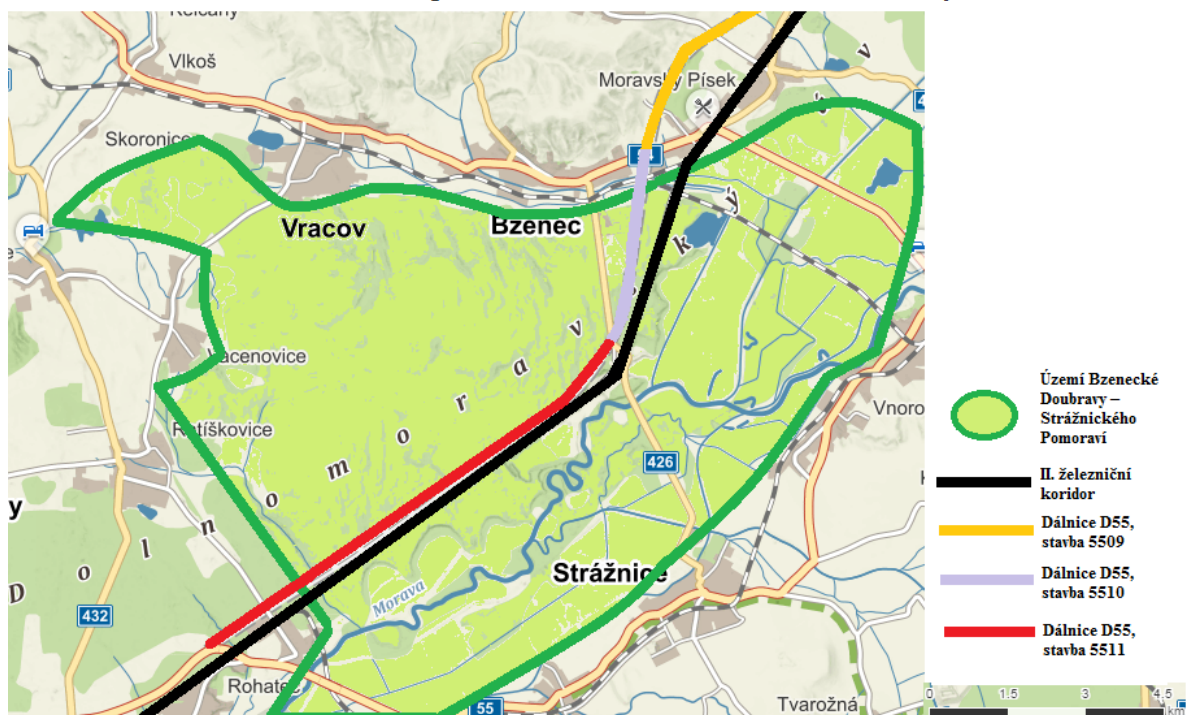 Vlkoš
Moravský Písek
Skoronice
Vracov
Bzenec
Dolnomoravský
Vacenovice
Ratíškovice
Vnoro
426
432
Strážnice
Morava
Rohatec
55
Tvarožná
y
Území Bzenecké
Doubravy –
Strážnického
Pomoraví
II. železniční
koridor
Dálnice D55,
stavba 5509
Dálnice D55,
stavba 5510
Dálnice D55,
stavba 5511
0 1.5 3 4.5
km